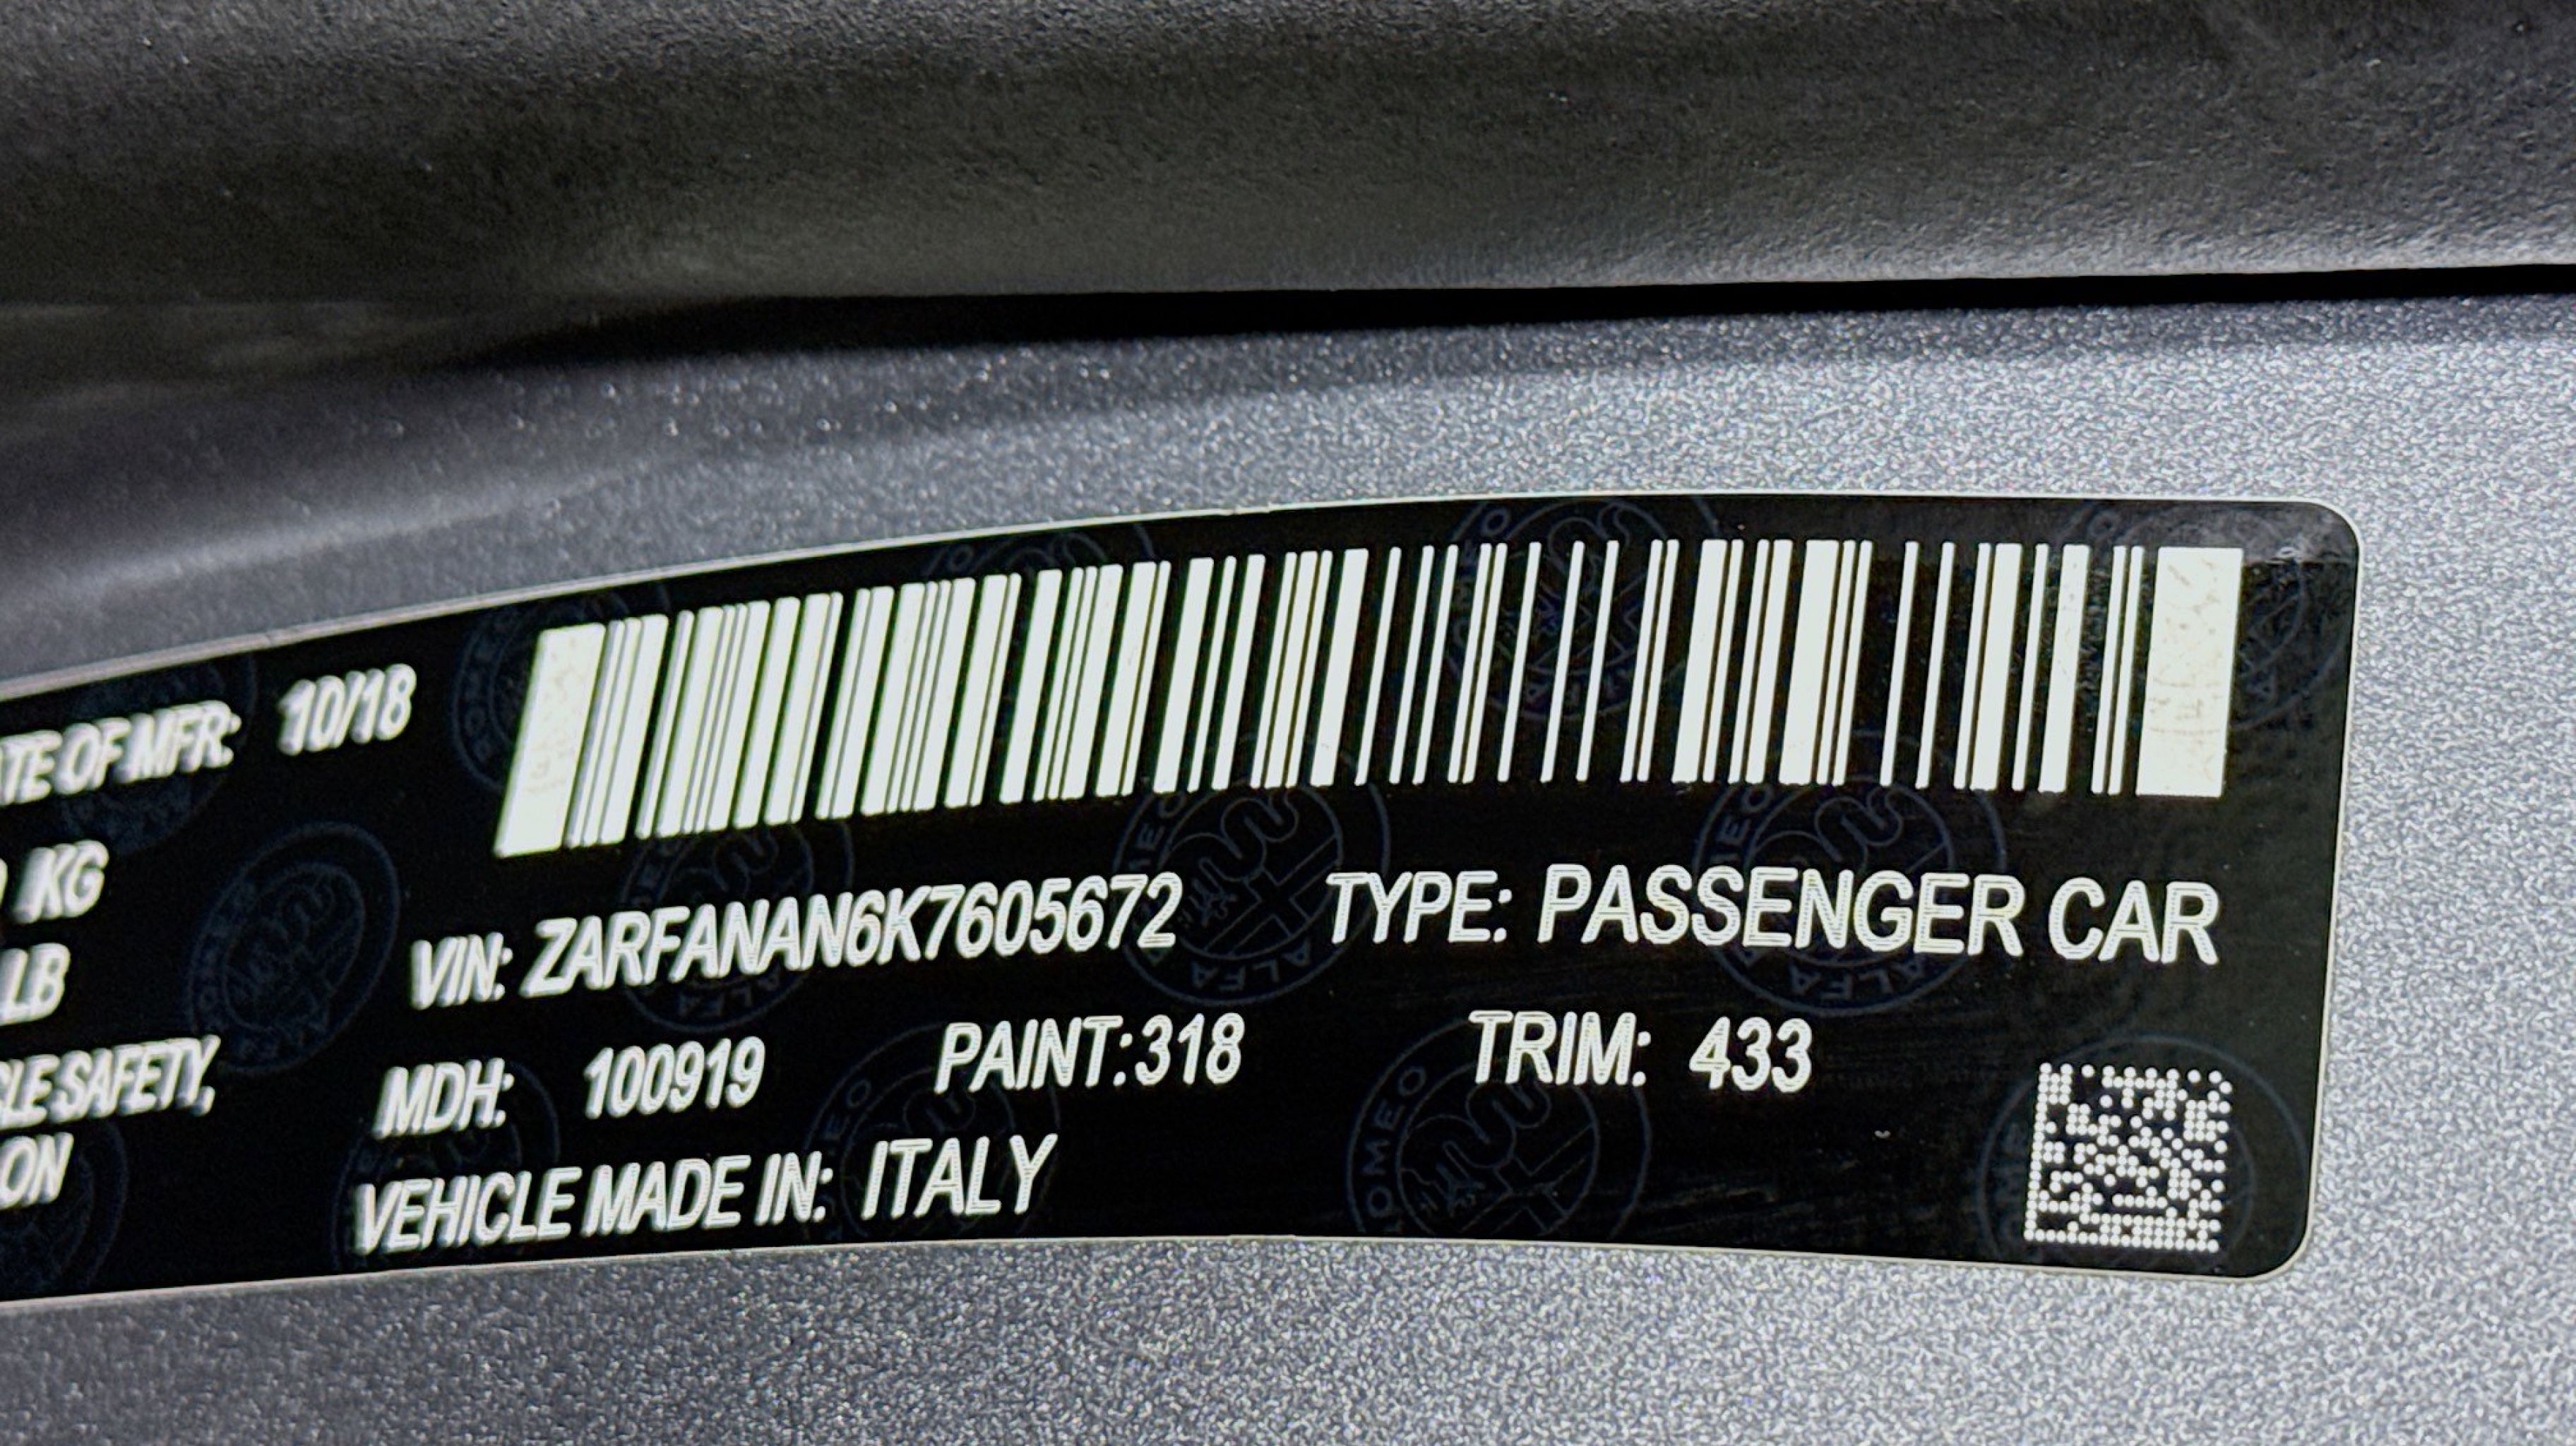 TE OF MFR: 10/18
KG
LB
VIN: ZARFANAN6K7605672 TYPE: PASSENGER CAR
LE SAFETY,
MDH: 100919 PAINT:318 TRIM: 433
ON
VEHICLE MADE IN: ITALY